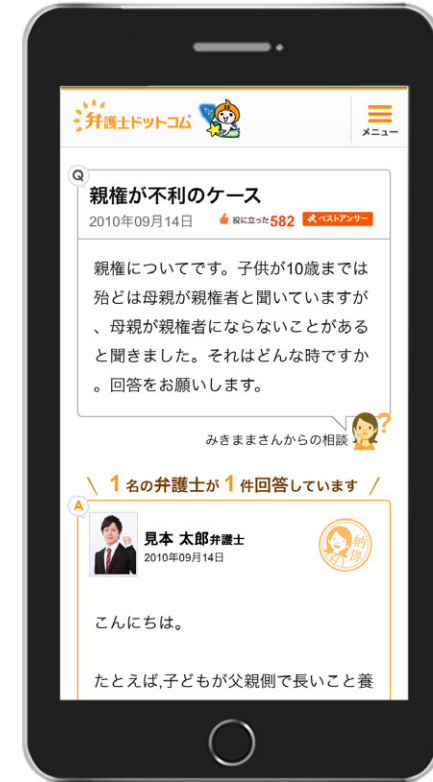 弁護士ドットコム
メニュー
Q
親権が不利のケース
2010年09月14日 役に立った582 ベストアンサー
親権についてです。子供が10歳までは
殆どは母親が親権者と聞いていますが
、母親が親権者にならないことがある
と聞きました。それはどんな時ですか
。回答をお願いします。
?
みきままさんからの相談
\ 1名の弁護士が1件回答しています /
A
見本 太郎弁護士
2010年09月14日
納得
こんにちは。
たとえば,子どもが父親側で長いこと養